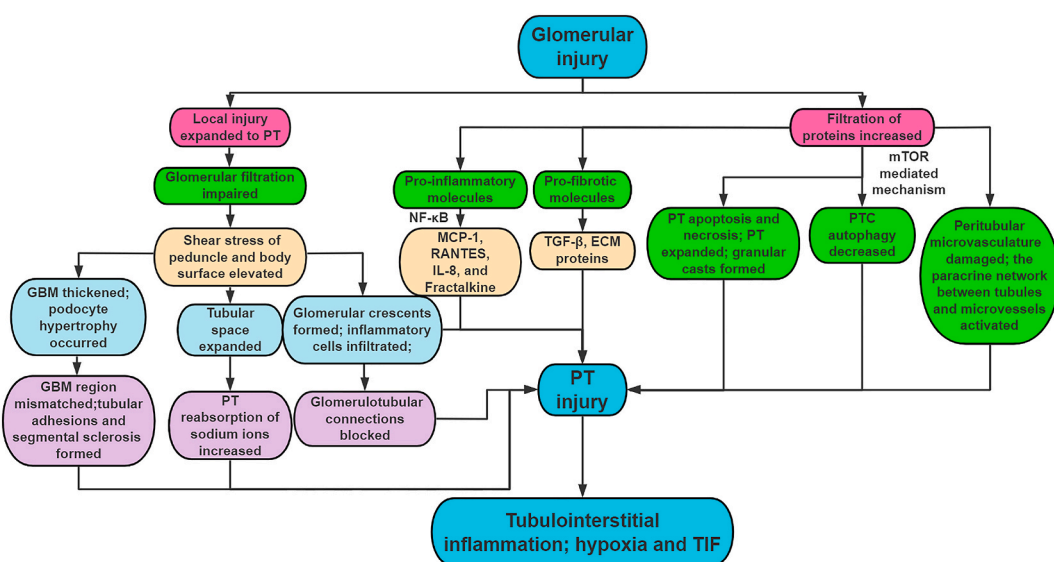 Glomerular
injury
Local injury
expanded to PT
Filtration of
proteins increased
mTOR
mediated
mechanism
Glomerular filtration
impaired
Pro-inflammatory
molecules
Pro-fibrotic
molecules
NF-κB
Shear stress of
peduncle and body
surface elevated
MCP-1,
RANTES,
IL-8, and
Fractalkine
TGF-β, ECM
proteins
PT apoptosis and
necrosis; PT
expanded; granular
casts formed
PTC
autophagy
decreased
Peritubular
microvasculature
damaged; the
paracrine network
between tubules
and microvessels
activated
GBM thickened;
podocyte
hypertrophy
occurred
Tubular
space
expanded
Glomerular crescents
formed; inflammatory
cells infiltrated;
GBM region
mismatched;tubular
adhesions and
segmental sclerosis
formed
PT
reabsorption of
sodium ions
increased
Glomerulotubular
connections
blocked
PT
injury
Tubulointerstitial
inflammation; hypoxia and TIF